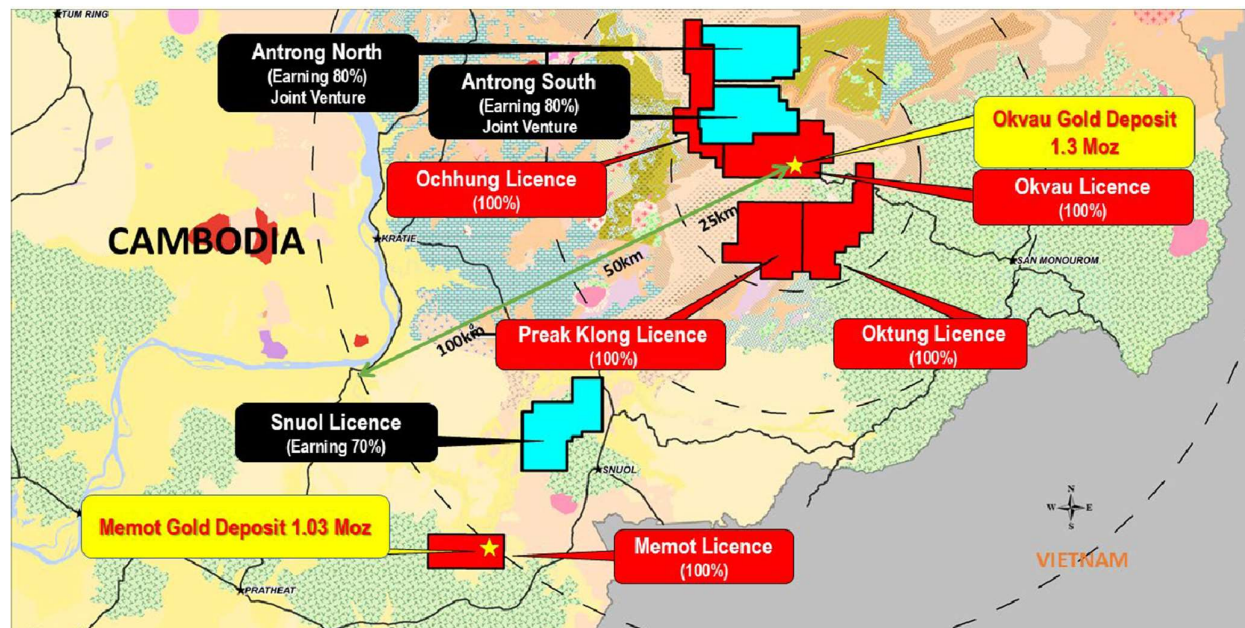 TUM RING
Antrong North
(Earning 80%)
Joint Venture
Antrong South
(Earning 80%)
Joint Venture
Okvau Gold Deposit
1.3 Moz
Ochhung Licence
(100%)
Okvau Licence
(100%)
CAMBODIA
KRATIE
25km
50km
100km
SAN MONOUROM
Preak Klong Licence
(100%)
Oktung Licence
(100%)
Snuol Licence
(Earning 70%)
SNUOL
N
W E
S
Memot Gold Deposit 1.03 Moz
Memot Licence
(100%)
VIETNAM
PRATHEAT